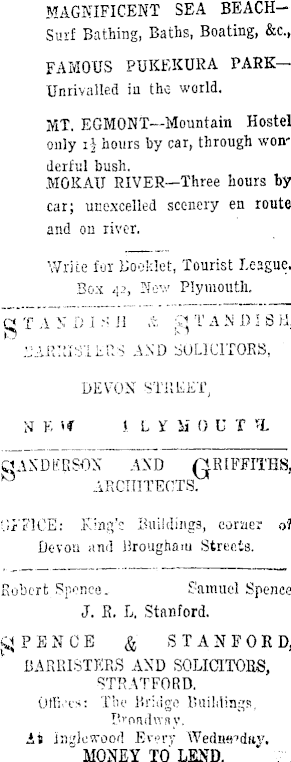 MAGNIFICENT SEA BEACH—
Surf Bathing, Baths, Boating, &c.,
FAMOUS PUKEKURA PARK—
Unrivalled in the world.
MT. EGMONT—Mountain Hostel
only 1½ hours by car, through won-
derful bush.
MOKAU RIVER—Three hours by
car; unexcelled scenery en route
and on river.
Write for Booklet, Tourist League,
Box 42, New Plymouth.
STANDISH & STANDISH,
BARRISTERS AND SOLICITORS,
DEVON STREET,
NEW PLYMOUTH.
SANDERSON AND GRIFFITHS,
ARCHITECTS.
OFFICE: King's Buildings, corner of
Devon and Brougham Streets.
Robert Spence. Samuel Spence
J. R. L. Stanford.
SPENCE & STANFORD,
BARRISTERS AND SOLICITORS,
STRATFORD.
Offices: The Bridge Buildings,
Broadway.
At Inglewood Every Wednesday.
MONEY TO LEND.